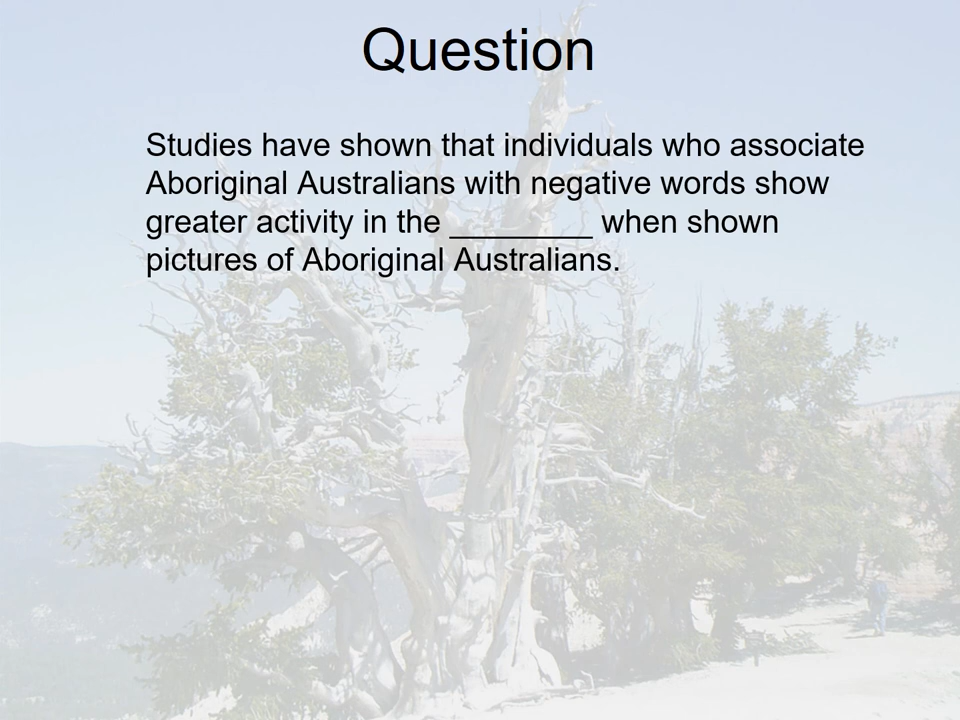 Question
Studies have shown that individuals who associate
Aboriginal Australians with negative words show
greater activity in the ________ when shown
pictures of Aboriginal Australians.